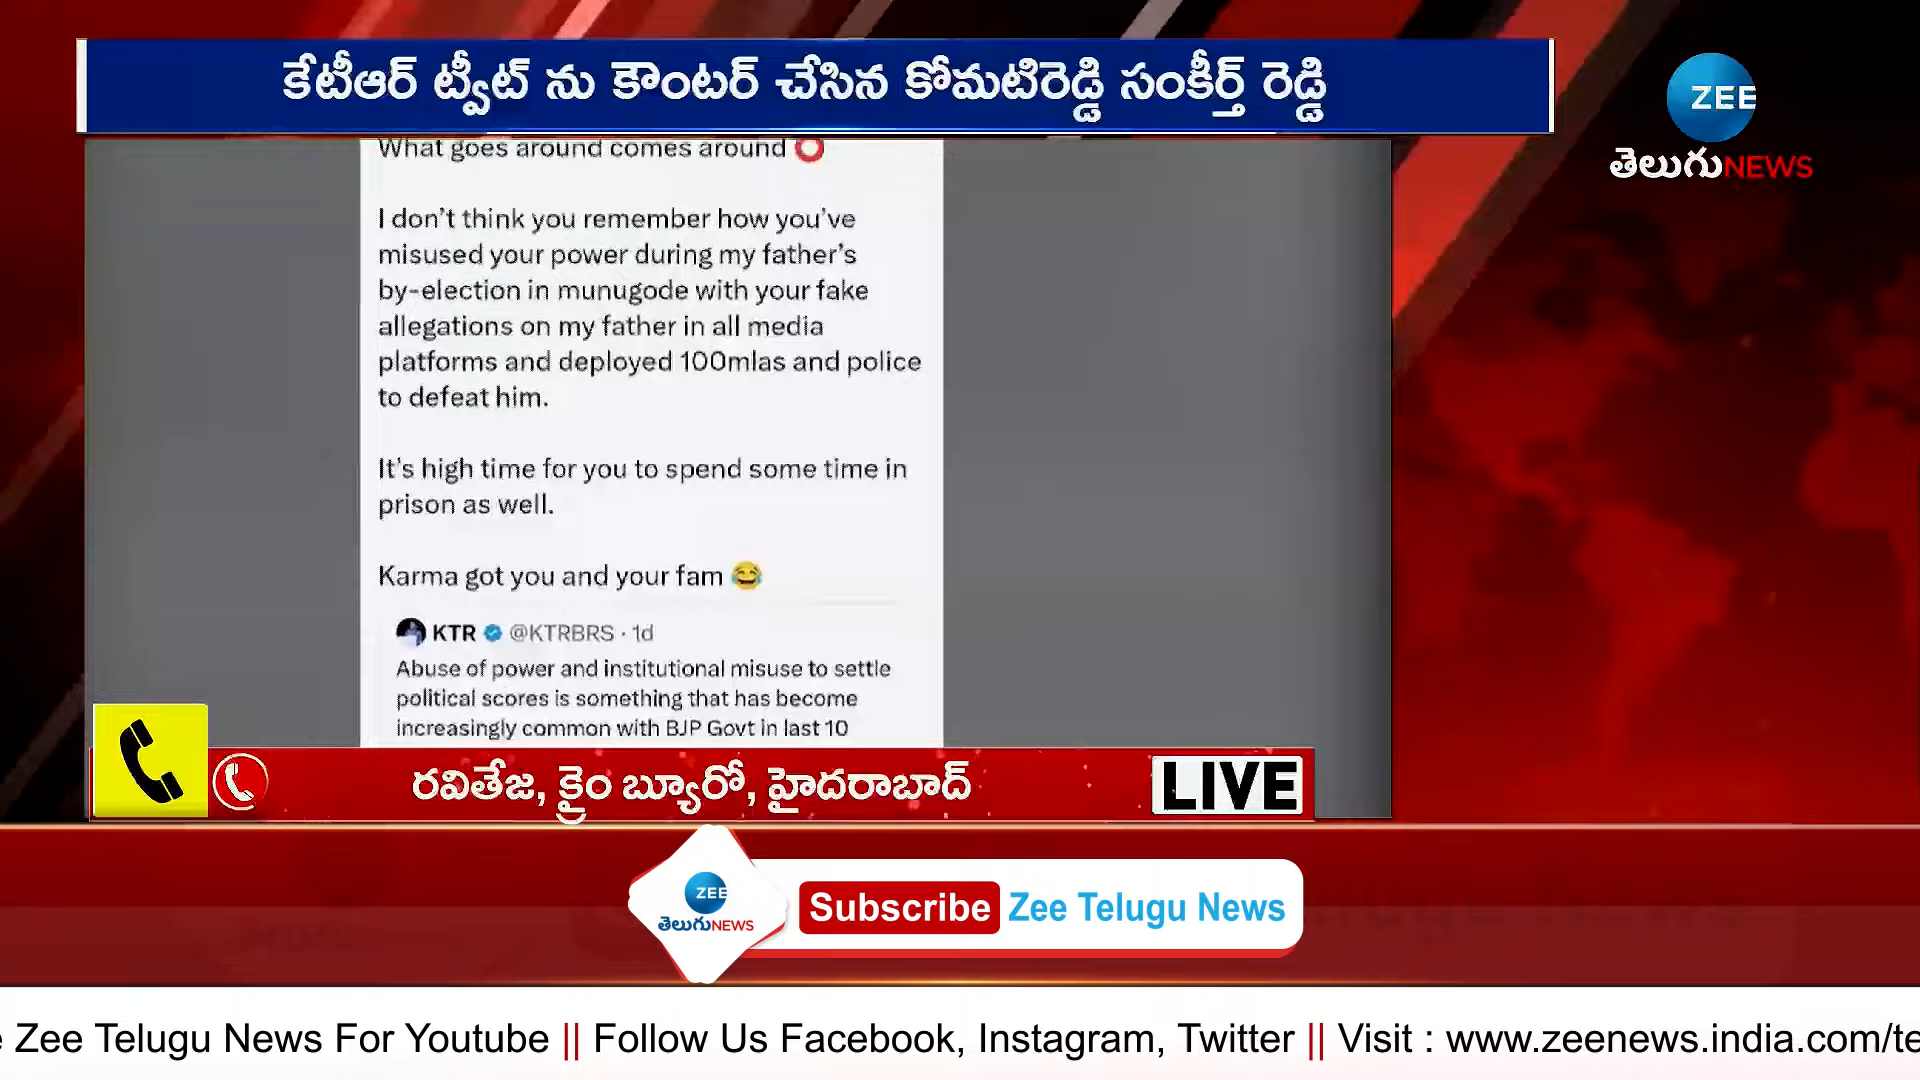 కేటీఆర్ ట్వీట్ ను కౌంటర్ చేసిన కోమటిరెడ్డి సంకీర్త్ రెడ్డి
ZEE
తెలుగు NEWS
What goes around comes around ⭕
I don't think you remember how you've
misused your power during my father's
by-election in munugode with your fake
allegations on my father in all media
platforms and deployed 100mlas and police
to defeat him.
It's high time for you to spend some time in
prison as well.
Karma got you and your fam 😂
KTR @KTRBRS · 1d
Abuse of power and institutional misuse to settle
political scores is something that has become
increasingly common with BJP Govt in last 10
రవితేజ, క్రైం బ్యూరో, హైదరాబాద్
LIVE
ZEE
తెలుగు NEWS
Subscribe Zee Telugu News
Zee Telugu News For Youtube || Follow Us Facebook, Instagram, Twitter || Visit : www.zeenews.india.com/te